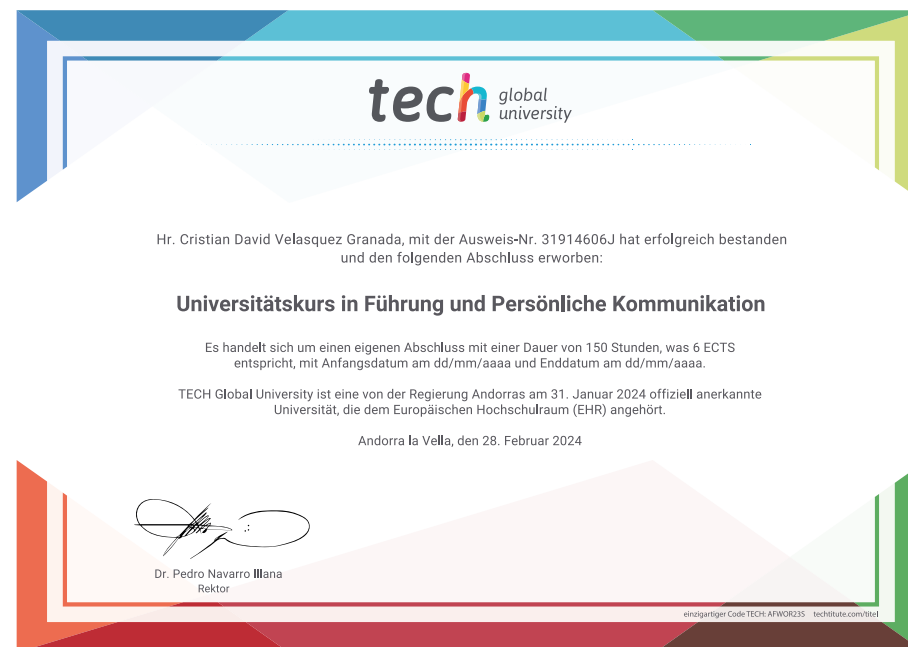 tech global university
Hr. Cristian David Velasquez Granada, mit der Ausweis-Nr. 31914606J hat erfolgreich bestanden
und den folgenden Abschluss erworben:
Universitätskurs in Führung und Persönliche Kommunikation
Es handelt sich um einen eigenen Abschluss mit einer Dauer von 150 Stunden, was 6 ECTS
entspricht, mit Anfangsdatum am dd/mm/aaaa und Enddatum am dd/mm/aaaa.
TECH Global University ist eine von der Regierung Andorras am 31. Januar 2024 offiziell anerkannte
Universität, die dem Europäischen Hochschulraum (EHR) angehört.
Andorra la Vella, den 28. Februar 2024
Dr. Pedro Navarro Illana
Rektor
einzigartiger Code TECH: AFWOR23S techtitute.com/titel